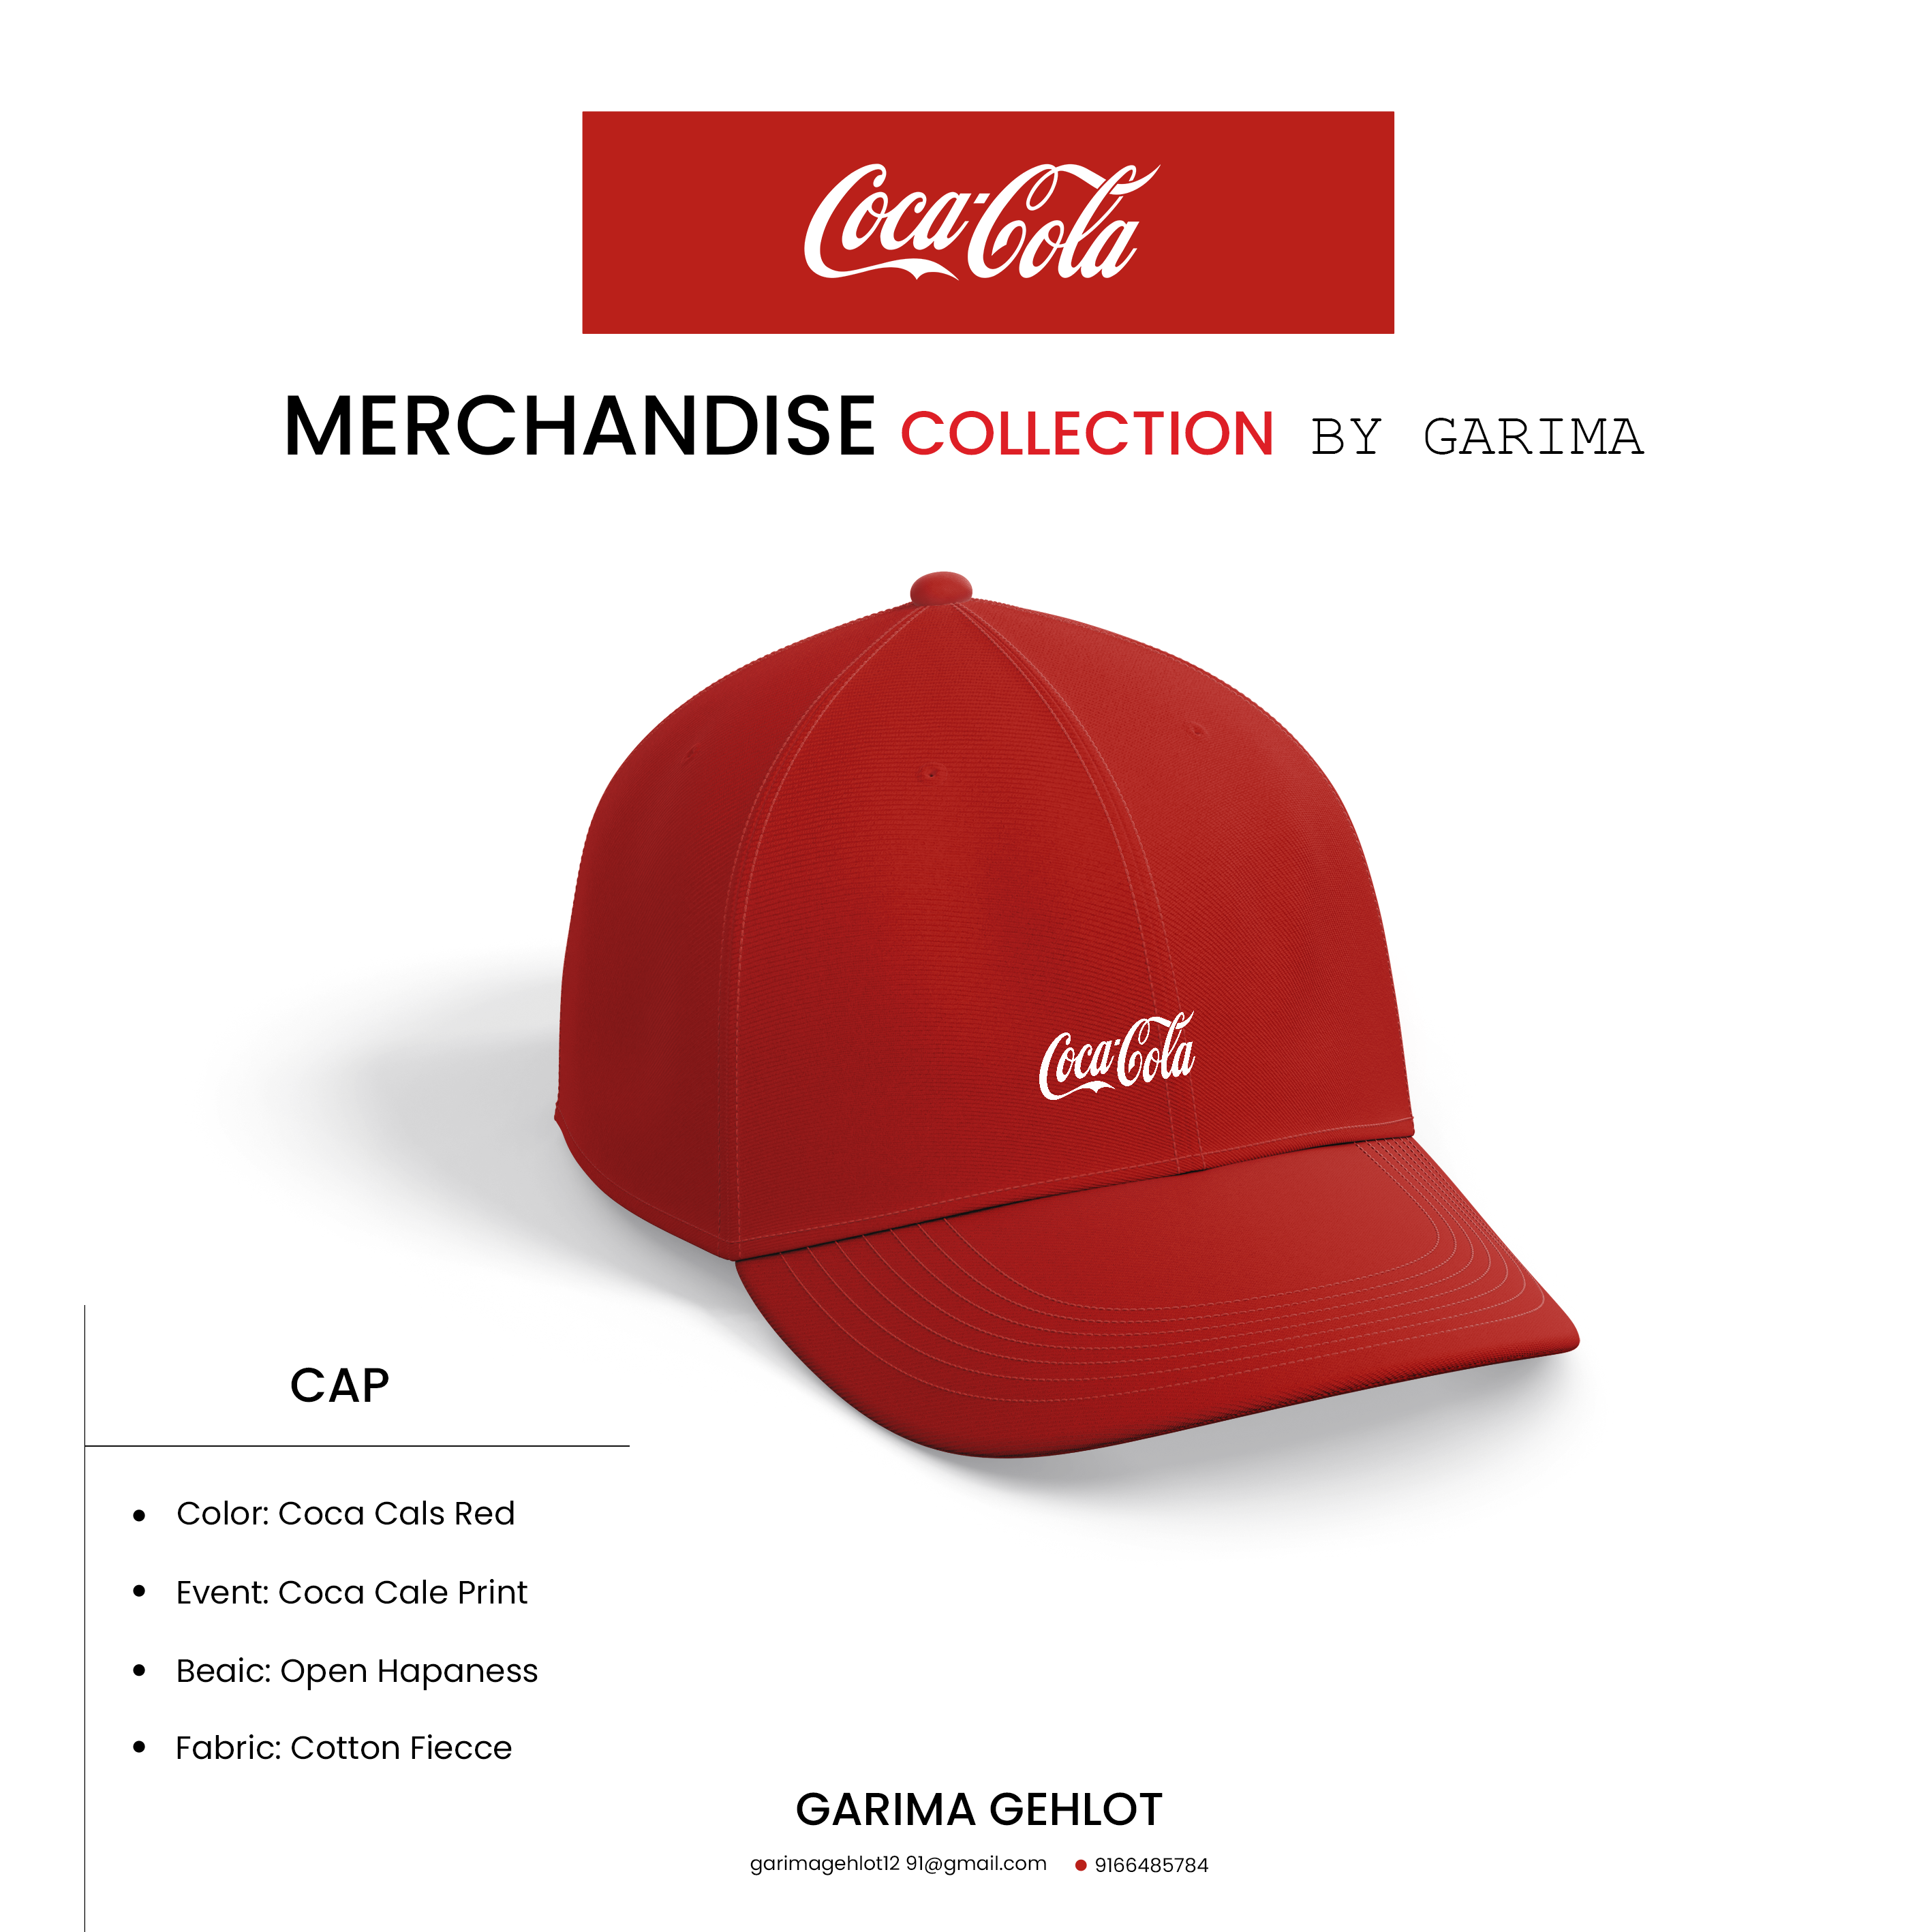 Coca-Cola
MERCHANDISE COLLECTION BY GARIMA
Coca-Cola
CAP
Color: Coca Cals Red
Event: Coca Cale Print
Beaic: Open Hapaness
Fabric: Cotton Fiecce
GARIMA GEHLOT
garimagehlot12 91@gmail.com • 9166485784